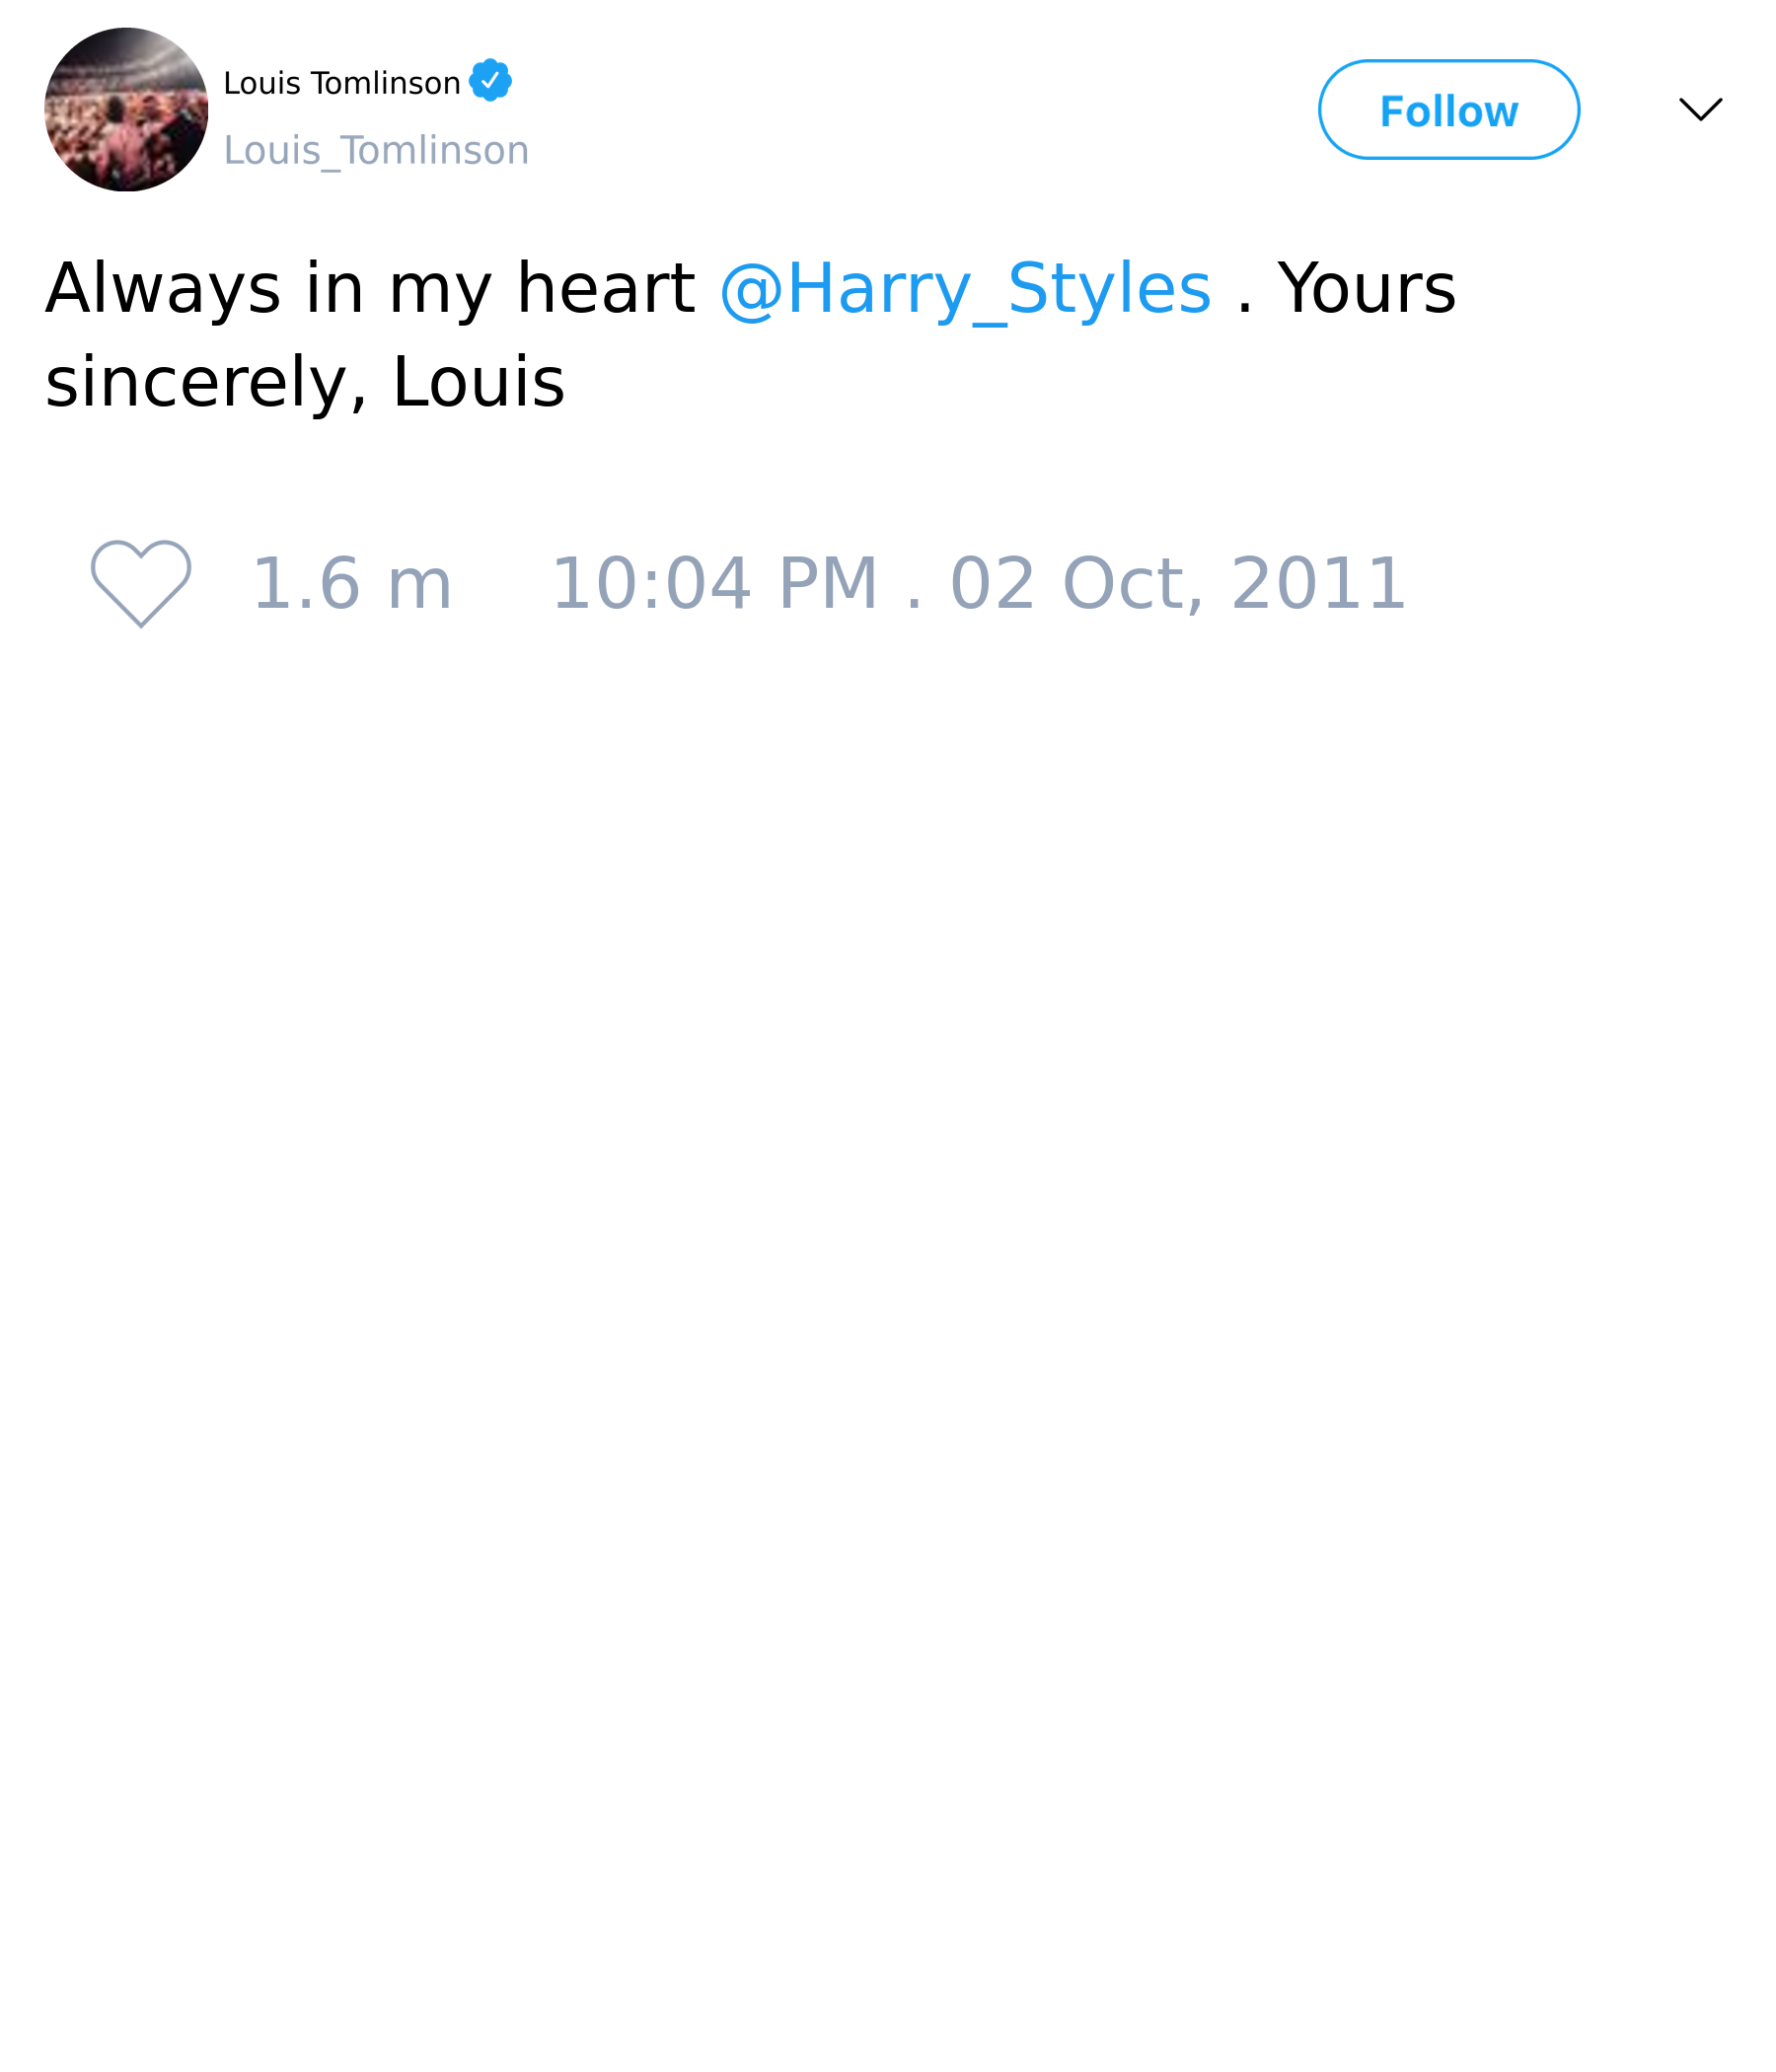 Louis Tomlinson
Louis_Tomlinson
Follow
Always in my heart @Harry_Styles . Yours
sincerely, Louis
1.6 m 10:04 PM . 02 Oct, 2011